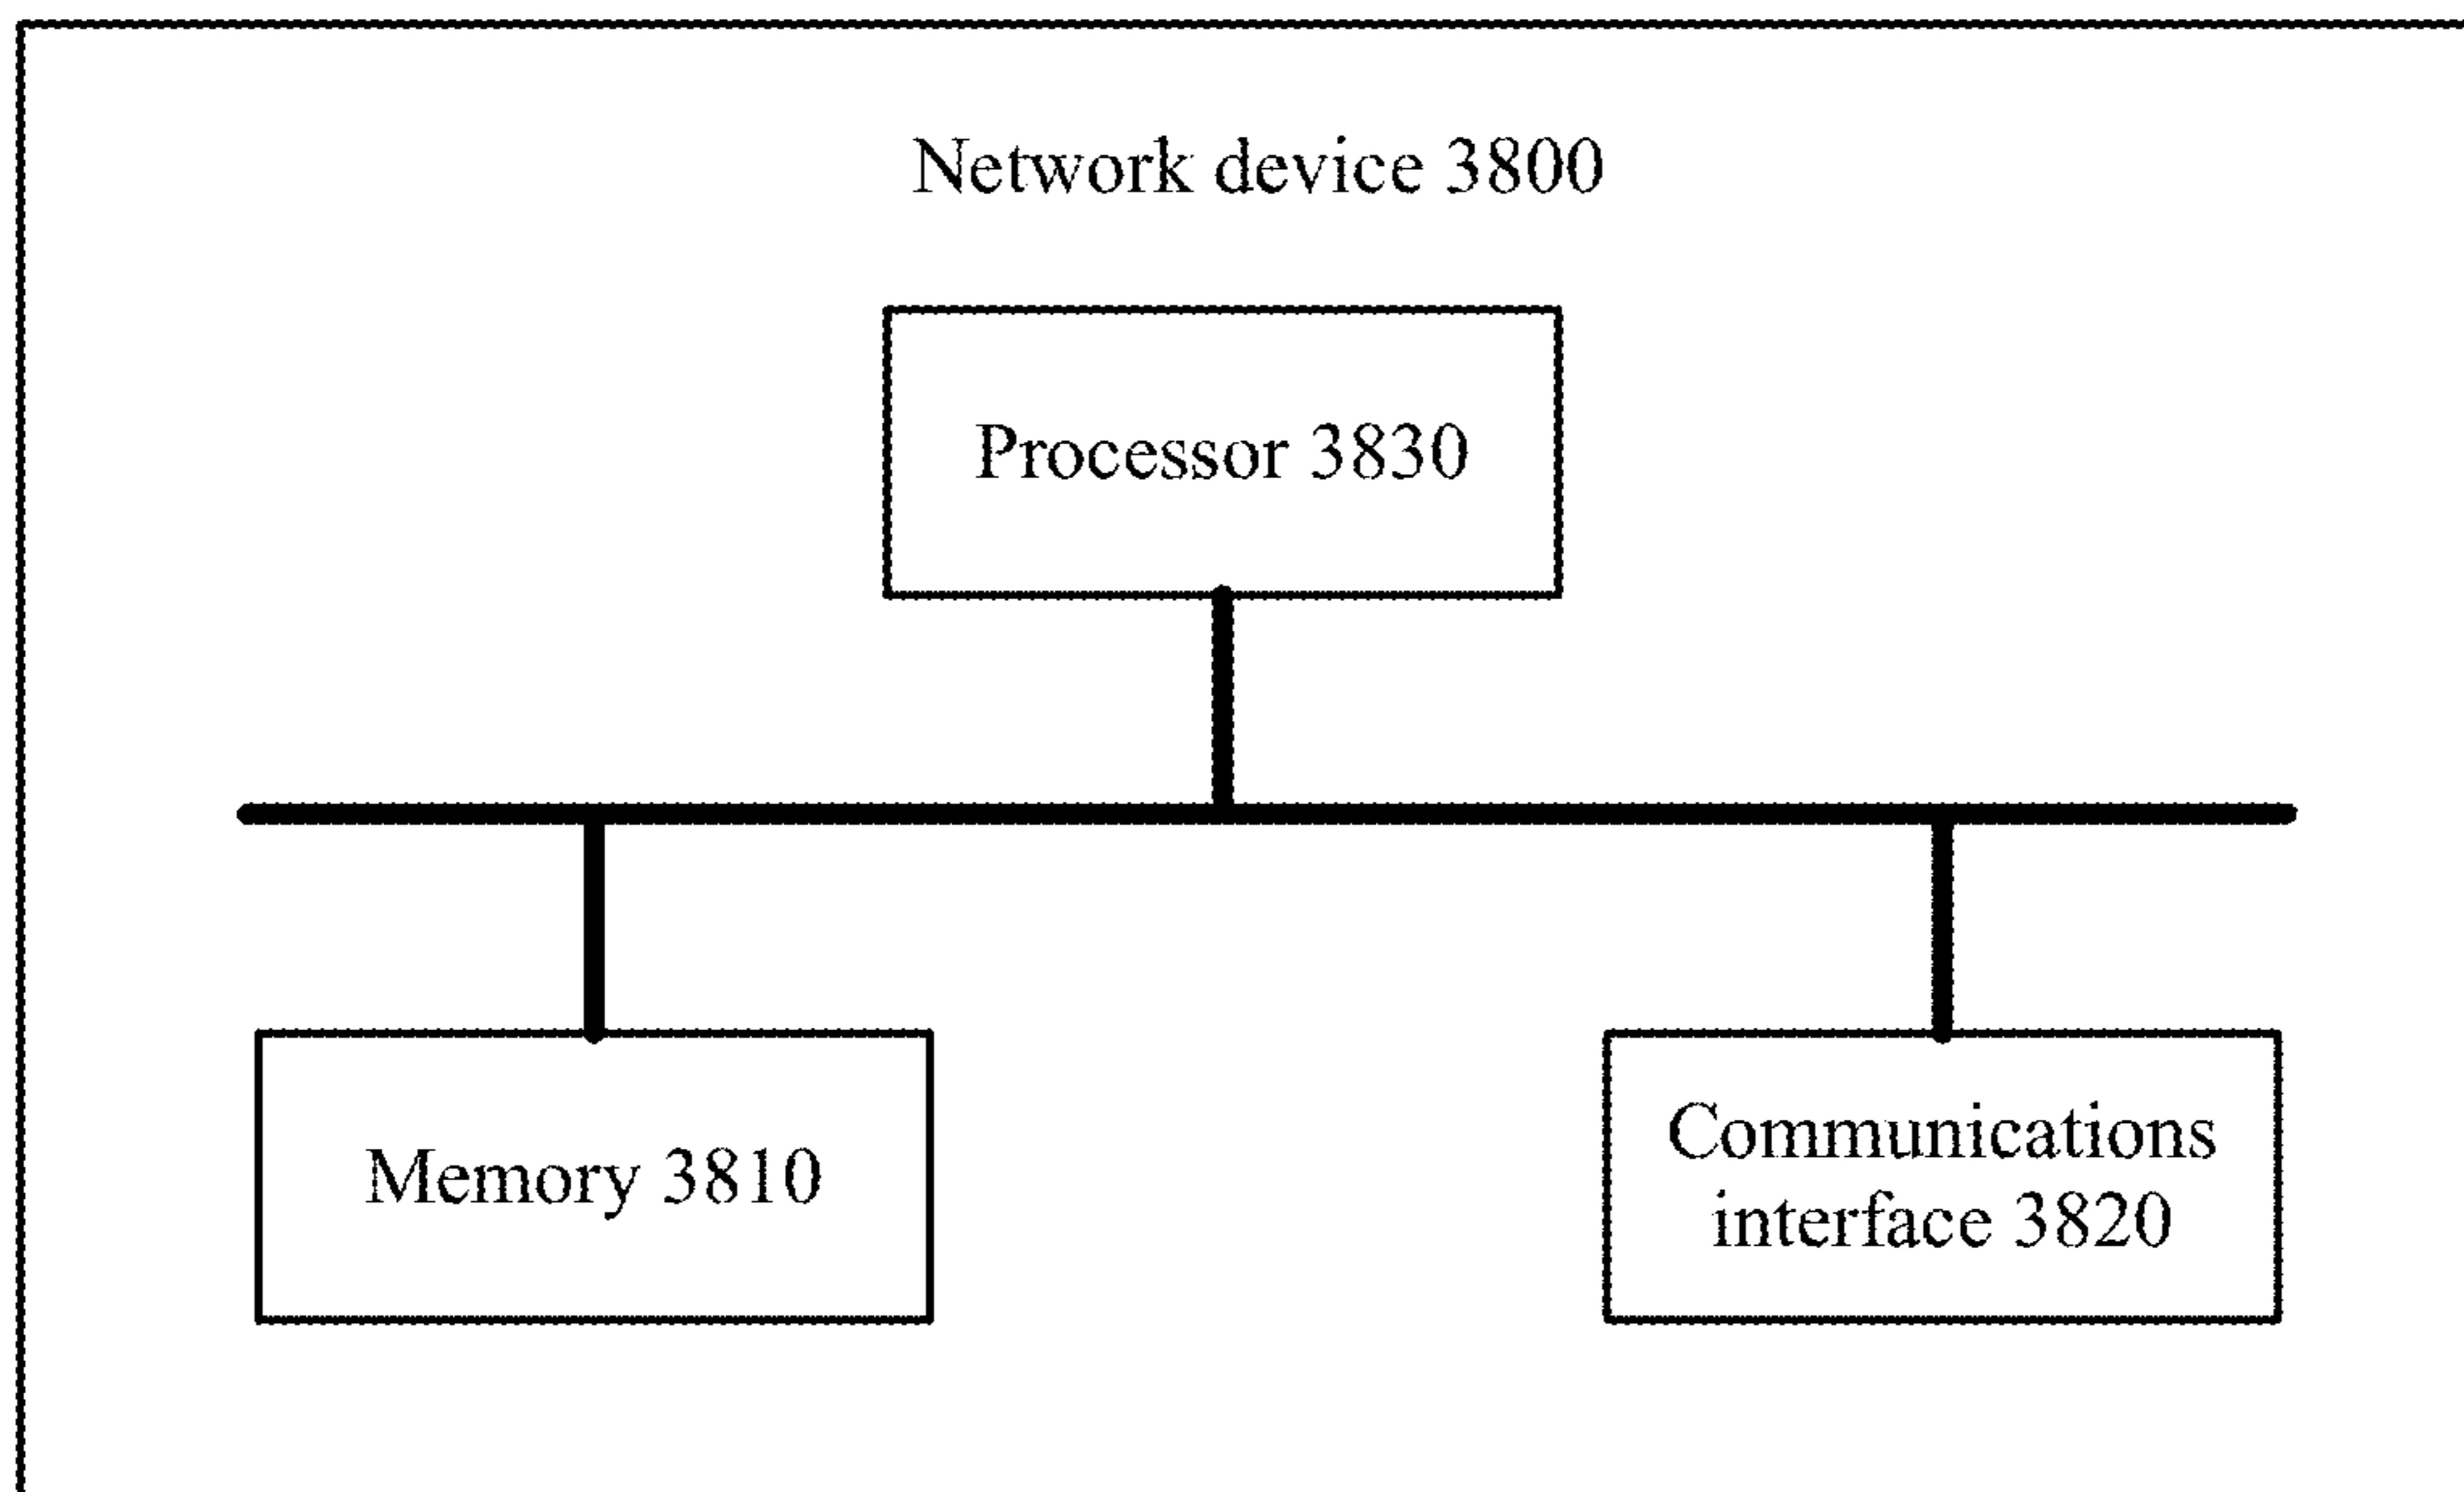 Network device 3800
Processor 3830
Memory 3810
Communications
interface 3820